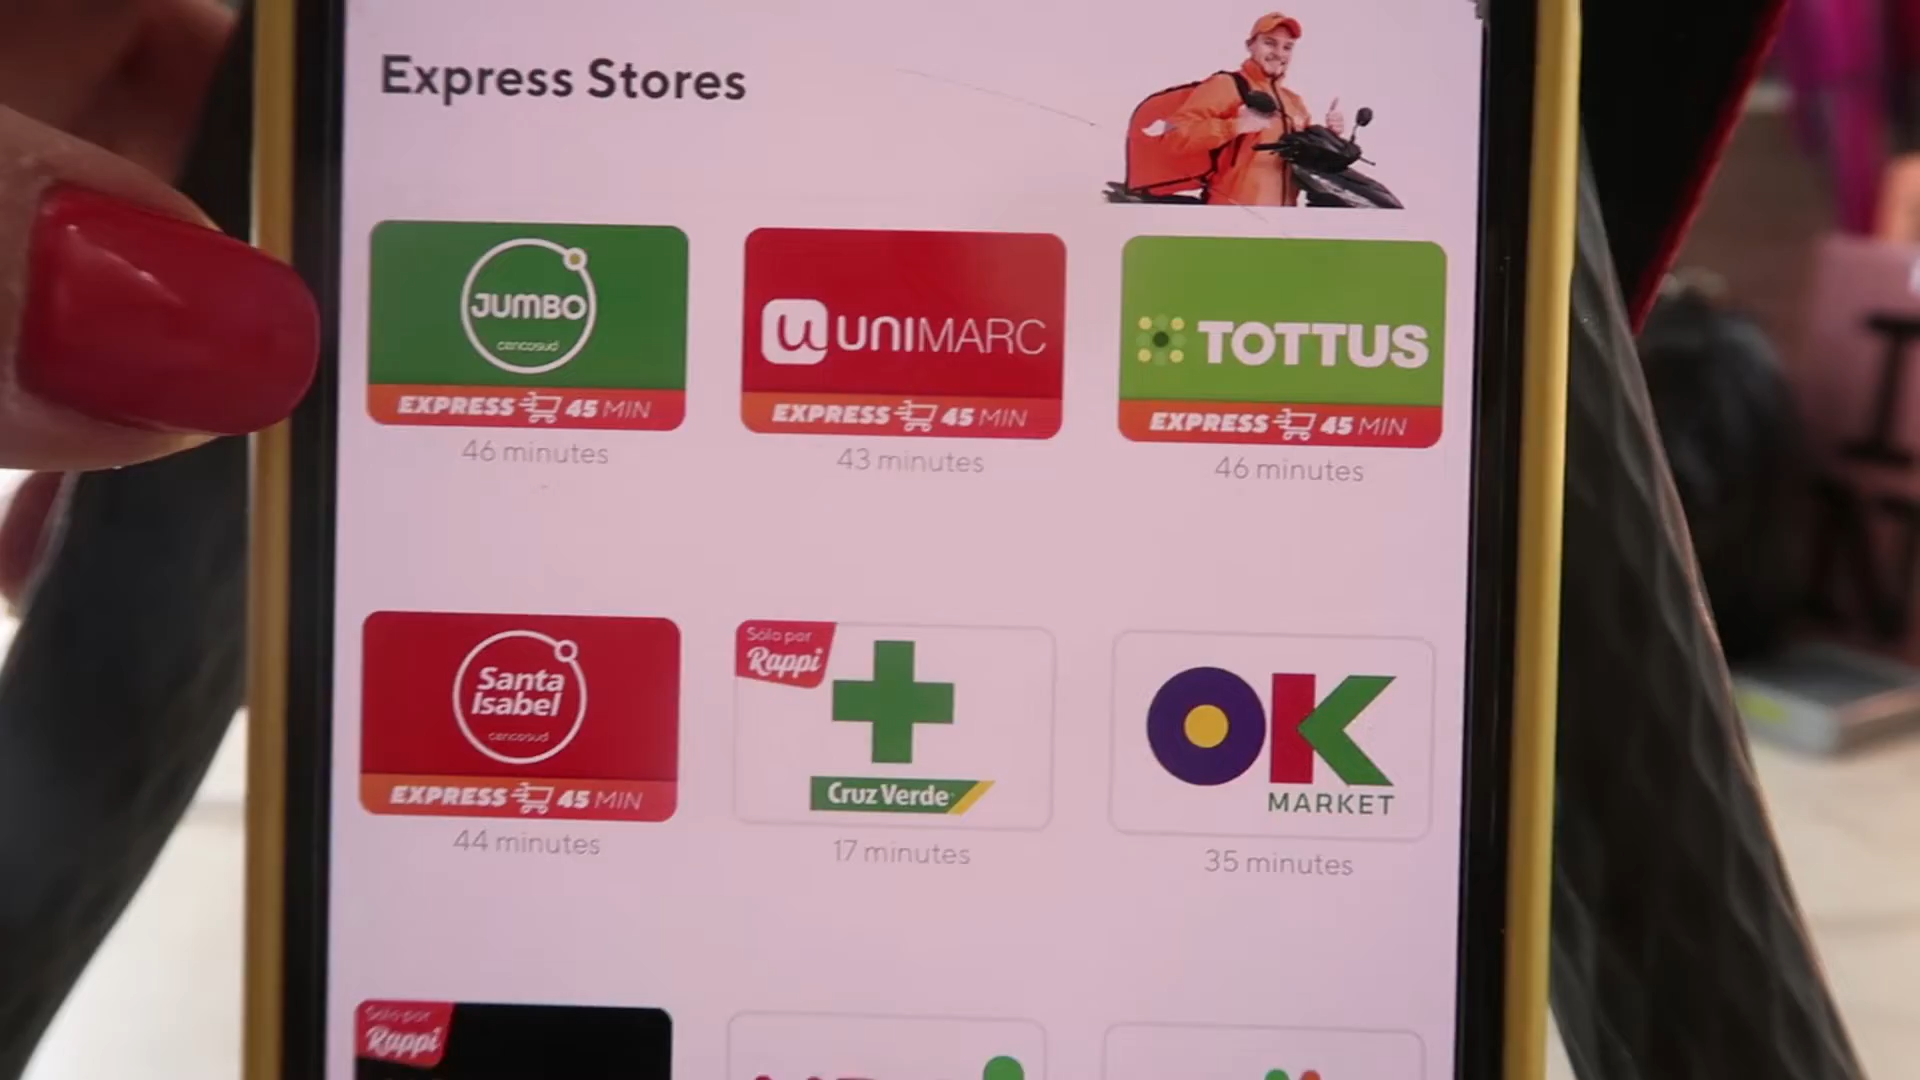 Express Stores
JUMBO
cencosud
EXPRESS 45 MIN
46 minutes
u UNIMARC
EXPRESS 45 MIN
43 minutes
TOTTUS
EXPRESS 45 MIN
46 minutes
Santa
Isabel
cencosud
EXPRESS 45 MIN
44 minutes
Sólo por
Rappi
Cruz Verde
17 minutes
OK
MARKET
35 minutes
Sólo por
Rappi